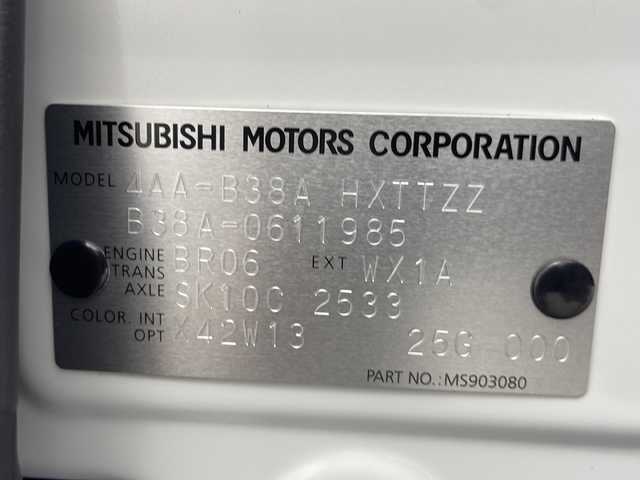 MITSUBISHI MOTORS CORPORATION
MODEL 4AA-B38A HXTTZZ
B38A-0611985
ENGINE BR06 EXT WX1A
TRANS
AXLE SK10C 2533
COLOR. INT X42W13 25G 000
OPT
PART NO.: MS903080